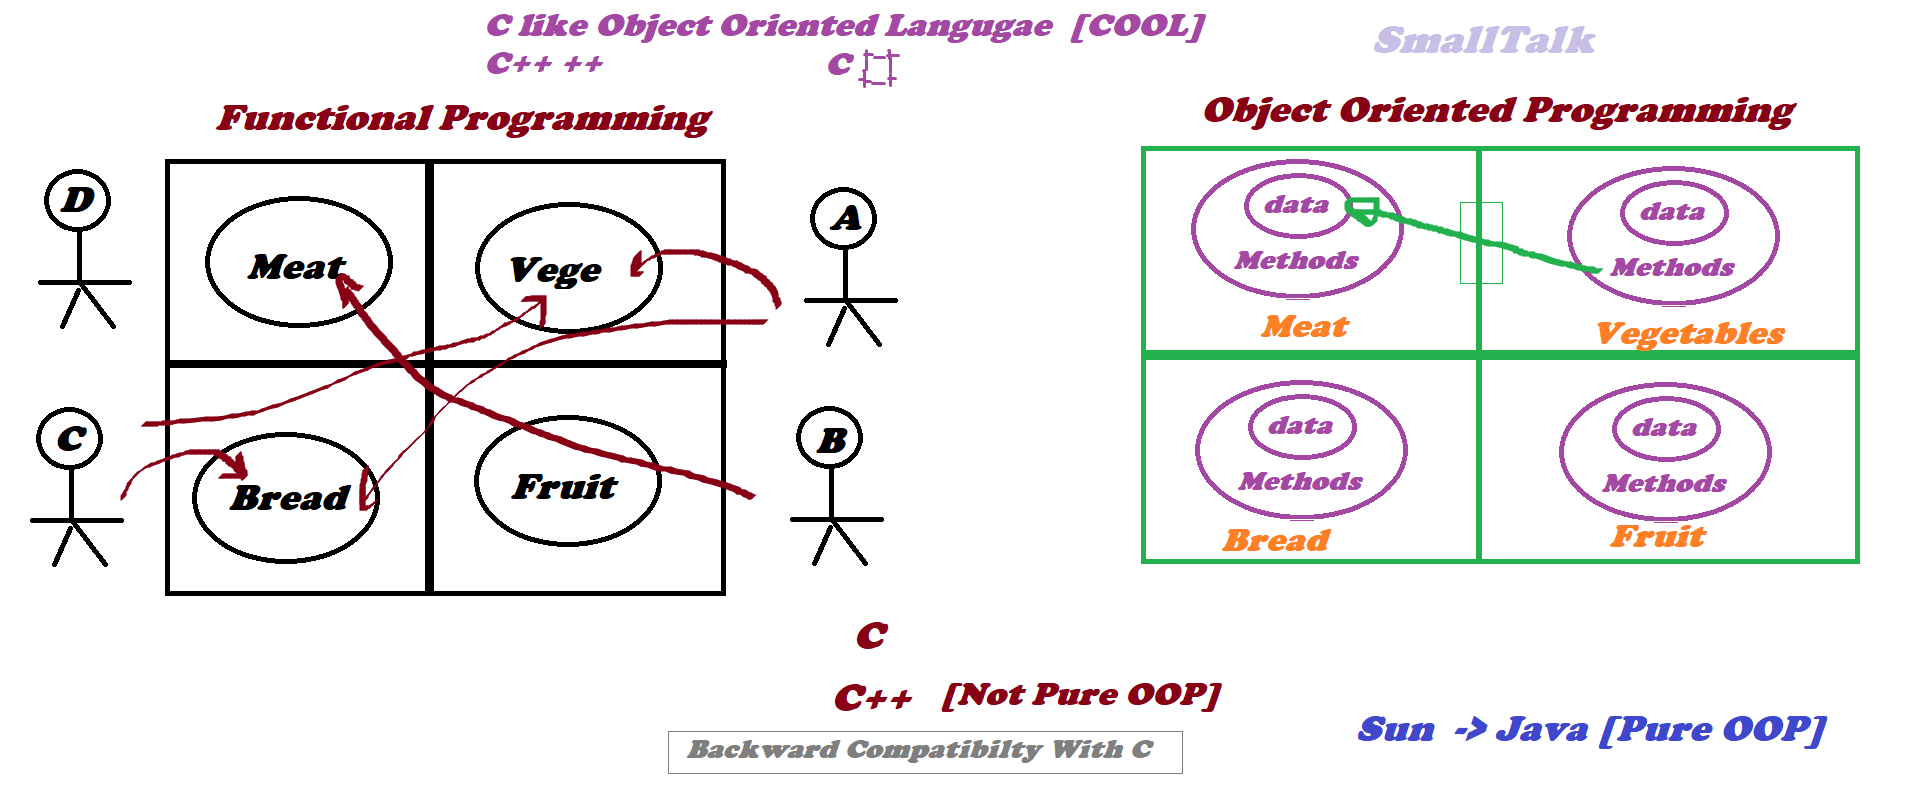 C like Object Oriented Langugae [COOL]
SmallTalk
C++ ++
C #
Functional Programming
Object Oriented Programming
D
Meat
Vege
A
C
Bread
Fruit
B
data
Methods
Meat
data
Methods
Vegetables
data
Methods
Bread
data
Methods
Fruit
C
C++ [Not Pure OOP]
Backward Compatibilty With C
Sun -> Java [Pure OOP]